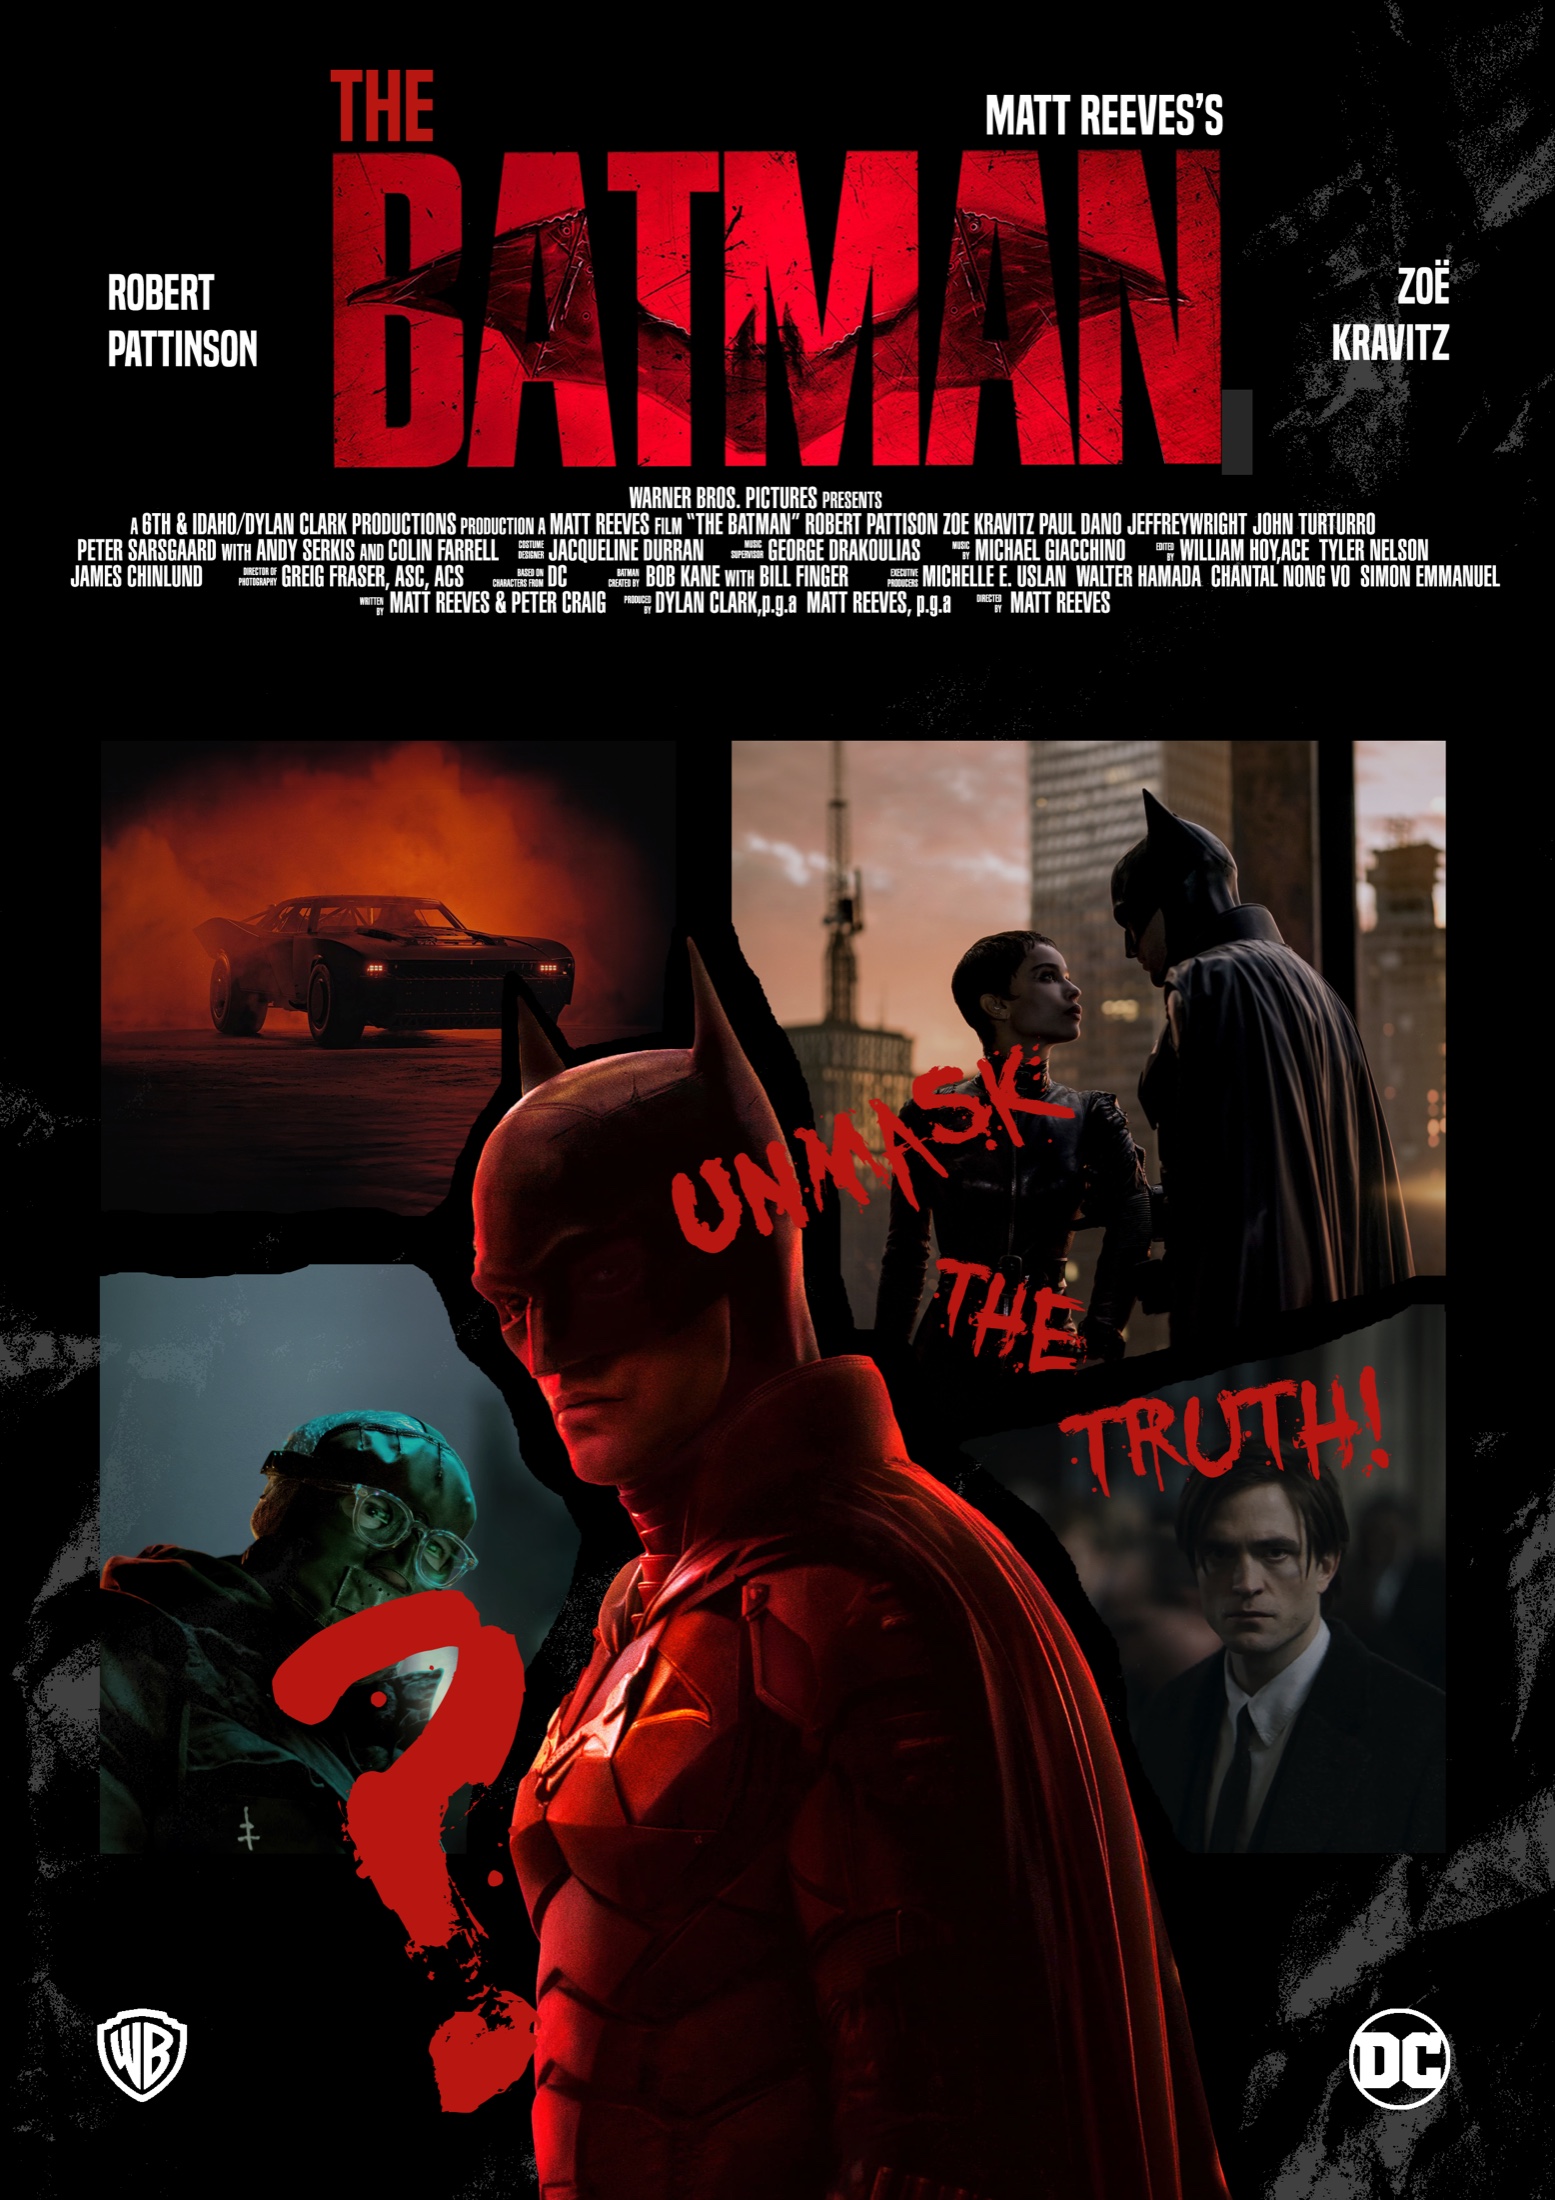 THE
MATT REEVES'S
BATMAN
ROBERT
PATTINSON
ZOË
KRAVITZ
WARNER BROS. PICTURES PRESENTS
A 6TH & IDAHO/DYLAN CLARK PRODUCTIONS PRODUCTION A MATT REEVES FILM "THE BATMAN" ROBERT PATTISON ZOE KRAVITZ PAUL DANO JEFFREYWRIGHT JOHN TURTURRO
PETER SARSGAARD WITH ANDY SERKIS AND COLIN FARRELL COSTUME DESIGNER JACQUELINE DURRAN MUSIC SUPERVISOR GEORGE DRAKOULIAS MUSIC BY MICHAEL GIACCHINO EDITED BY WILLIAM HOY,ACE TYLER NELSON
JAMES CHINLUND DIRECTOR OF PHOTOGRAPHY GREIG FRASER, ASC, ACS BASED ON CHARACTERS FROM DC BATMAN CREATED BY BOB KANE WITH BILL FINGER EXECUTIVE PRODUCERS MICHELLE E. USLAN WALTER HAMADA CHANTAL NONG VO SIMON EMMANUEL
WRITTEN BY MATT REEVES & PETER CRAIG PRODUCED BY DYLAN CLARK,p.g.a MATT REEVES, p.g.a DIRECTED BY MATT REEVES
UNMASK
THE
TRUTH!
?
WB
DC